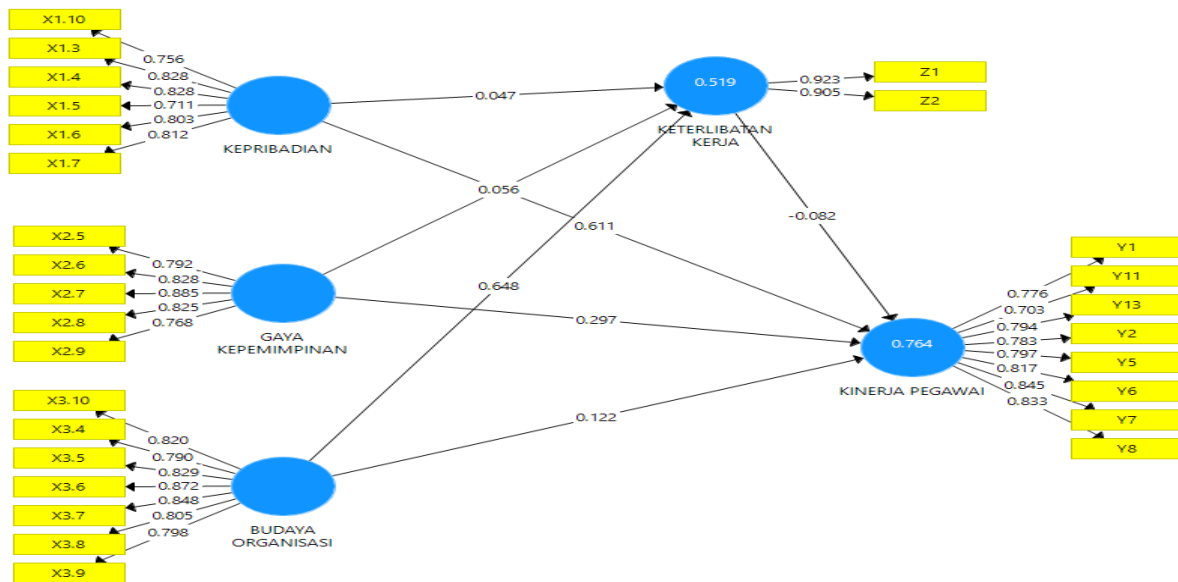 X1.10
X1.3
X1.4
X1.5
X1.6
X1.7
0.756
0.828
0.828
0.711
0.803
0.812
KEPRIBADIAN
0.047
0.519
KETERLIBATAN
KERJA
0.923
0.905
Z1
Z2
0.056
0.611
-0.082
0.648
X2.5
X2.6
X2.7
X2.8
X2.9
0.792
0.828
0.885
0.825
0.768
GAYA
KEPEMIMPINAN
0.297
0.764
KINERJA PEGAWAI
0.776
0.703
0.794
0.783
0.797
0.817
0.845
0.833
Y1
Y11
Y13
Y2
Y5
Y6
Y7
Y8
X3.10
X3.4
X3.5
X3.6
X3.7
X3.8
X3.9
0.820
0.790
0.829
0.872
0.848
0.805
0.798
BUDAYA
ORGANISASI
0.122